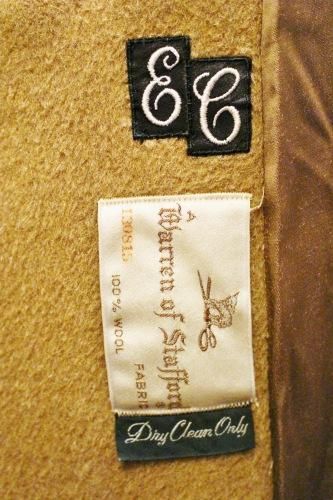 E C
A
Warren of Stafford
FABRIC
100% WOOL
130815
Dry Clean Only